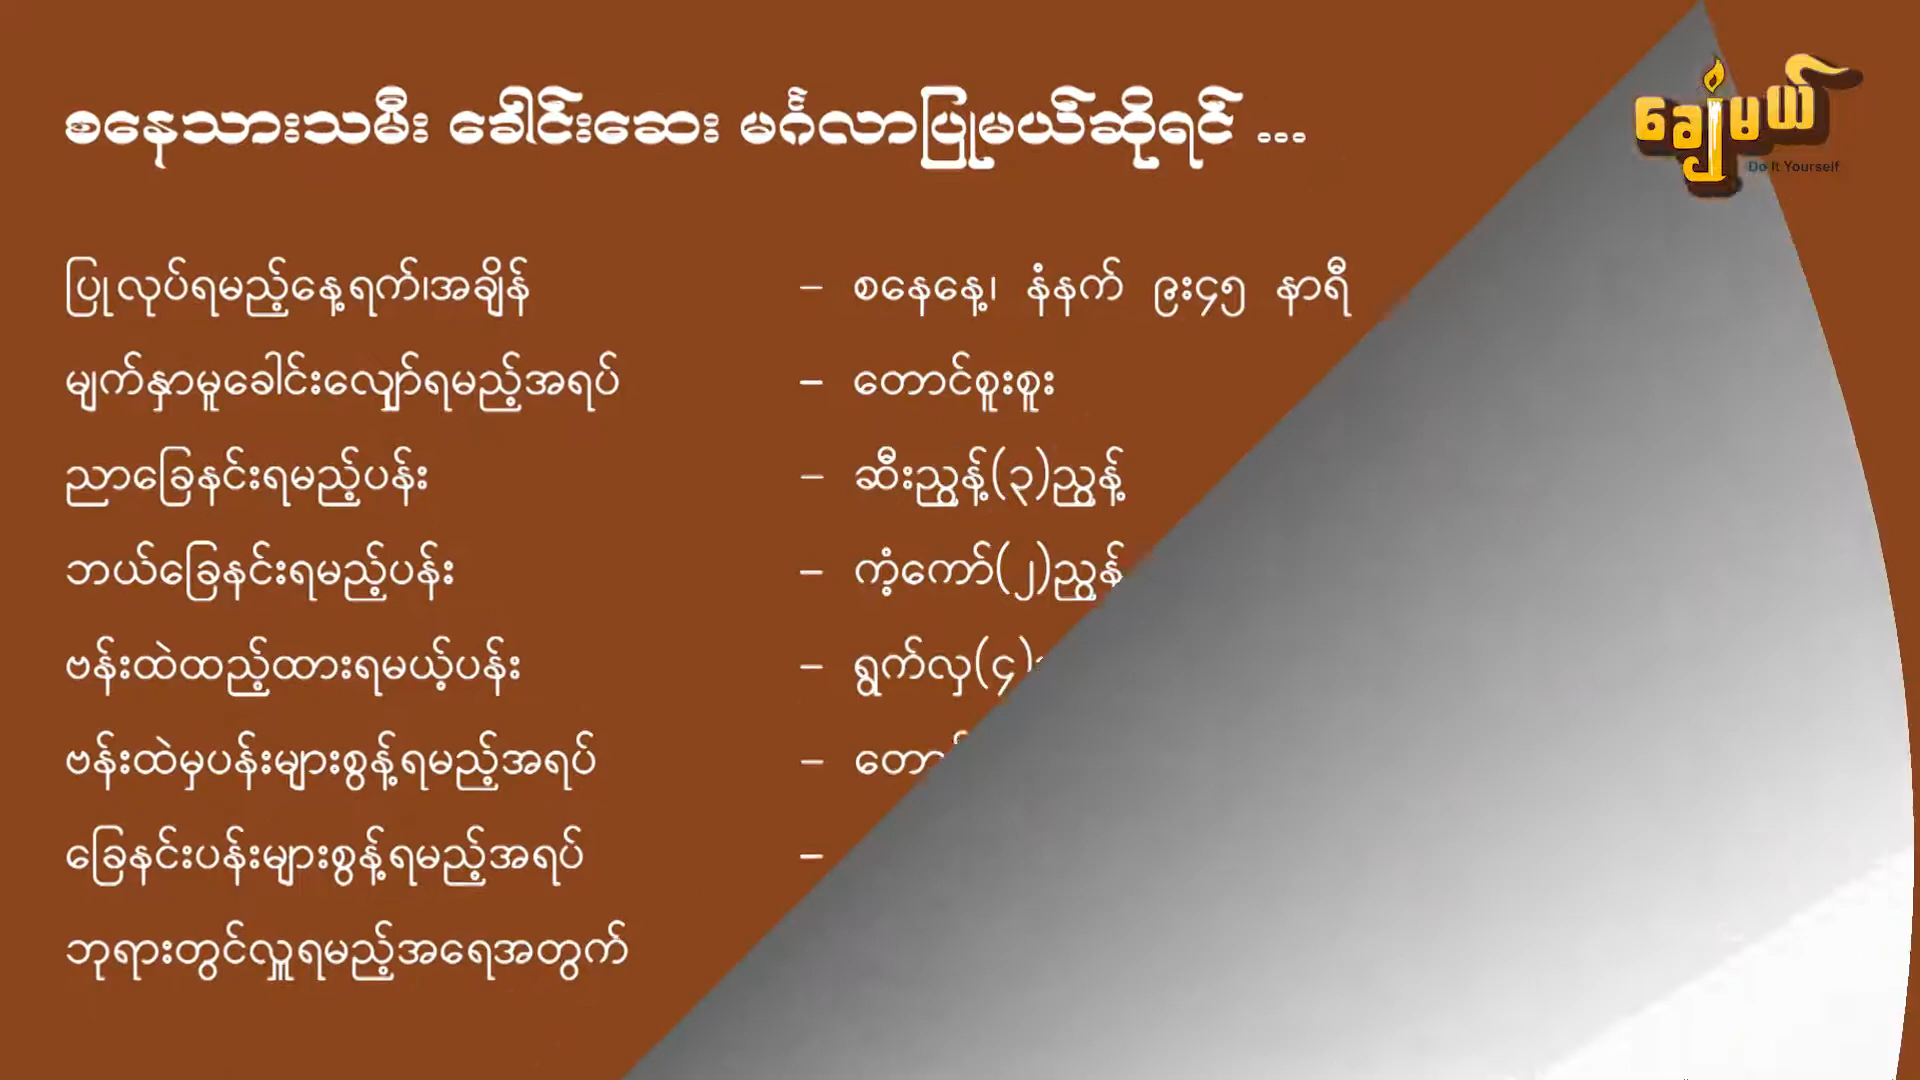 စနေသားသမီး ခေါင်းဆေး မင်္ဂလာပြုမယ်ဆိုရင် ...
ချေမယ်
Do It Yourself
ပြုလုပ်ရမည့်နေ့ရက်၊အချိန် – စနေနေ့၊ နံနက် ၉း၄၅ နာရီ
မျက်နှာမူခေါင်းလျှော်ရမည့်အရပ် – တောင်စူးစူး
ညာခြေနင်းရမည့်ပန်း – ဆီးညွန့်(၃)ညွန့်
ဘယ်ခြေနင်းရမည့်ပန်း – ကံ့ကော်(၂)ညွန့်
ဗန်းထဲထည့်ထားရမယ့်ပန်း – ရွက်လှ(၄)
ဗန်းထဲမှပန်းများစွန့်ရမည့်အရပ် –
ခြေနင်းပန်းများစွန့်ရမည့်အရပ် –
ဘုရားတွင်လှူရမည့်အရေအတွက်